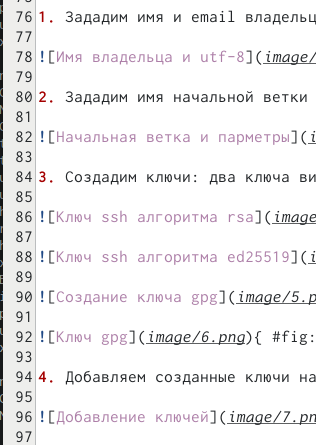 76 1. Зададим имя и email владельц
77
78 ![Имя владельца и utf-8](image/
79
80 2. Зададим имя начальной ветки
81
82 ![Начальная ветка и парметры](i
83
84 3. Создадим ключи: два ключа ви
85
86 ![Ключ ssh алгоритма rsa](image
87
88 ![Ключ ssh алгоритма ed25519](i
89
90 ![Создание ключа gpg](image/5.p
91
92 ![Ключ gpg](image/6.png){ #fig:
93
94 4. Добавляем созданные ключи на
95
96 ![Добавление ключей](image/7.pn
97